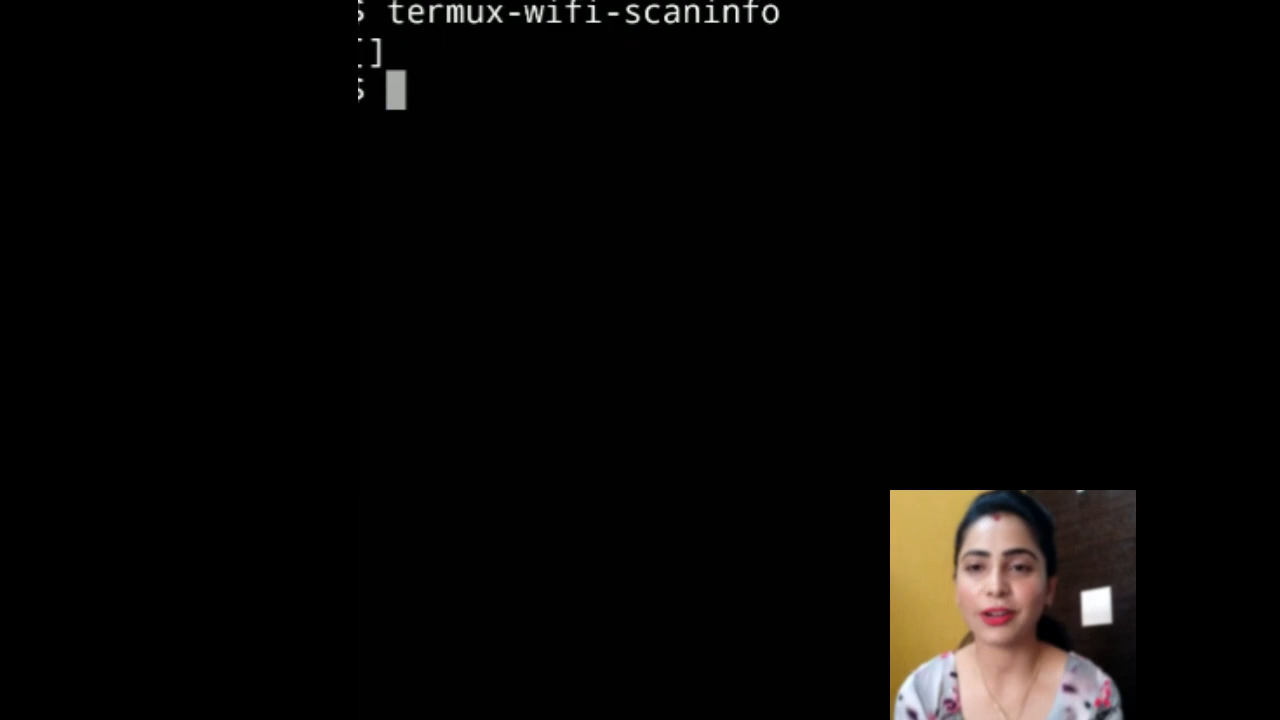 $ termux-wifi-scaninfo
[]
$